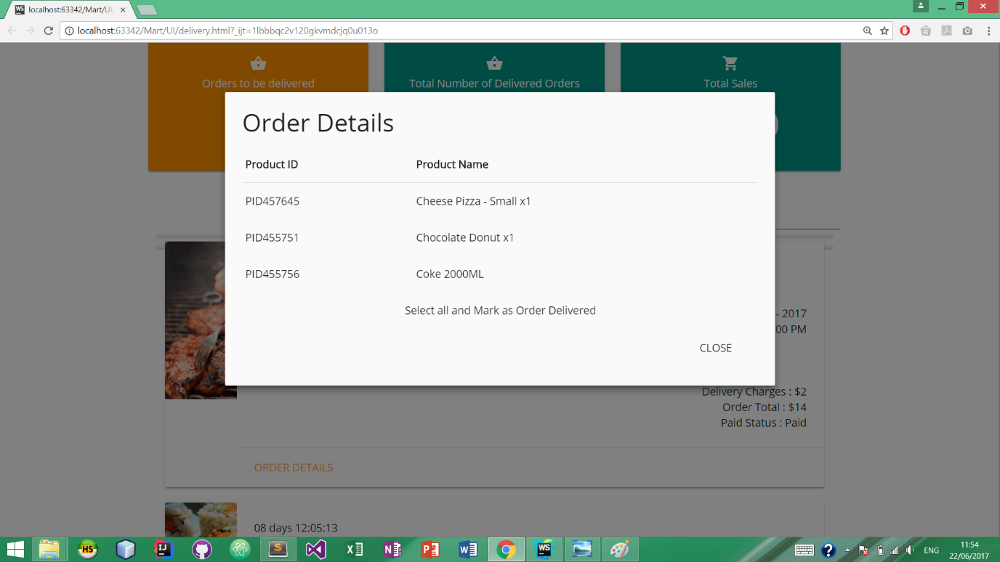 localhost:63342/Mart/UI/
localhost:63342/Mart/UI/delivery.html?_ijt=1lbbbqc2v120gkvmdcjq0u013o
Orders to be delivered
Total Number of Delivered Orders
Total Sales
Order Details
Product ID Product Name
PID457645 Cheese Pizza - Small x1
PID455751 Chocolate Donut x1
PID455756 Coke 2000ML
Select all and Mark as Order Delivered
CLOSE
- 2017
00 PM
Delivery Charges : $2
Order Total : $14
Paid Status : Paid
ORDER DETAILS
08 days 12:05:13
ENG
11:54
22/06/2017